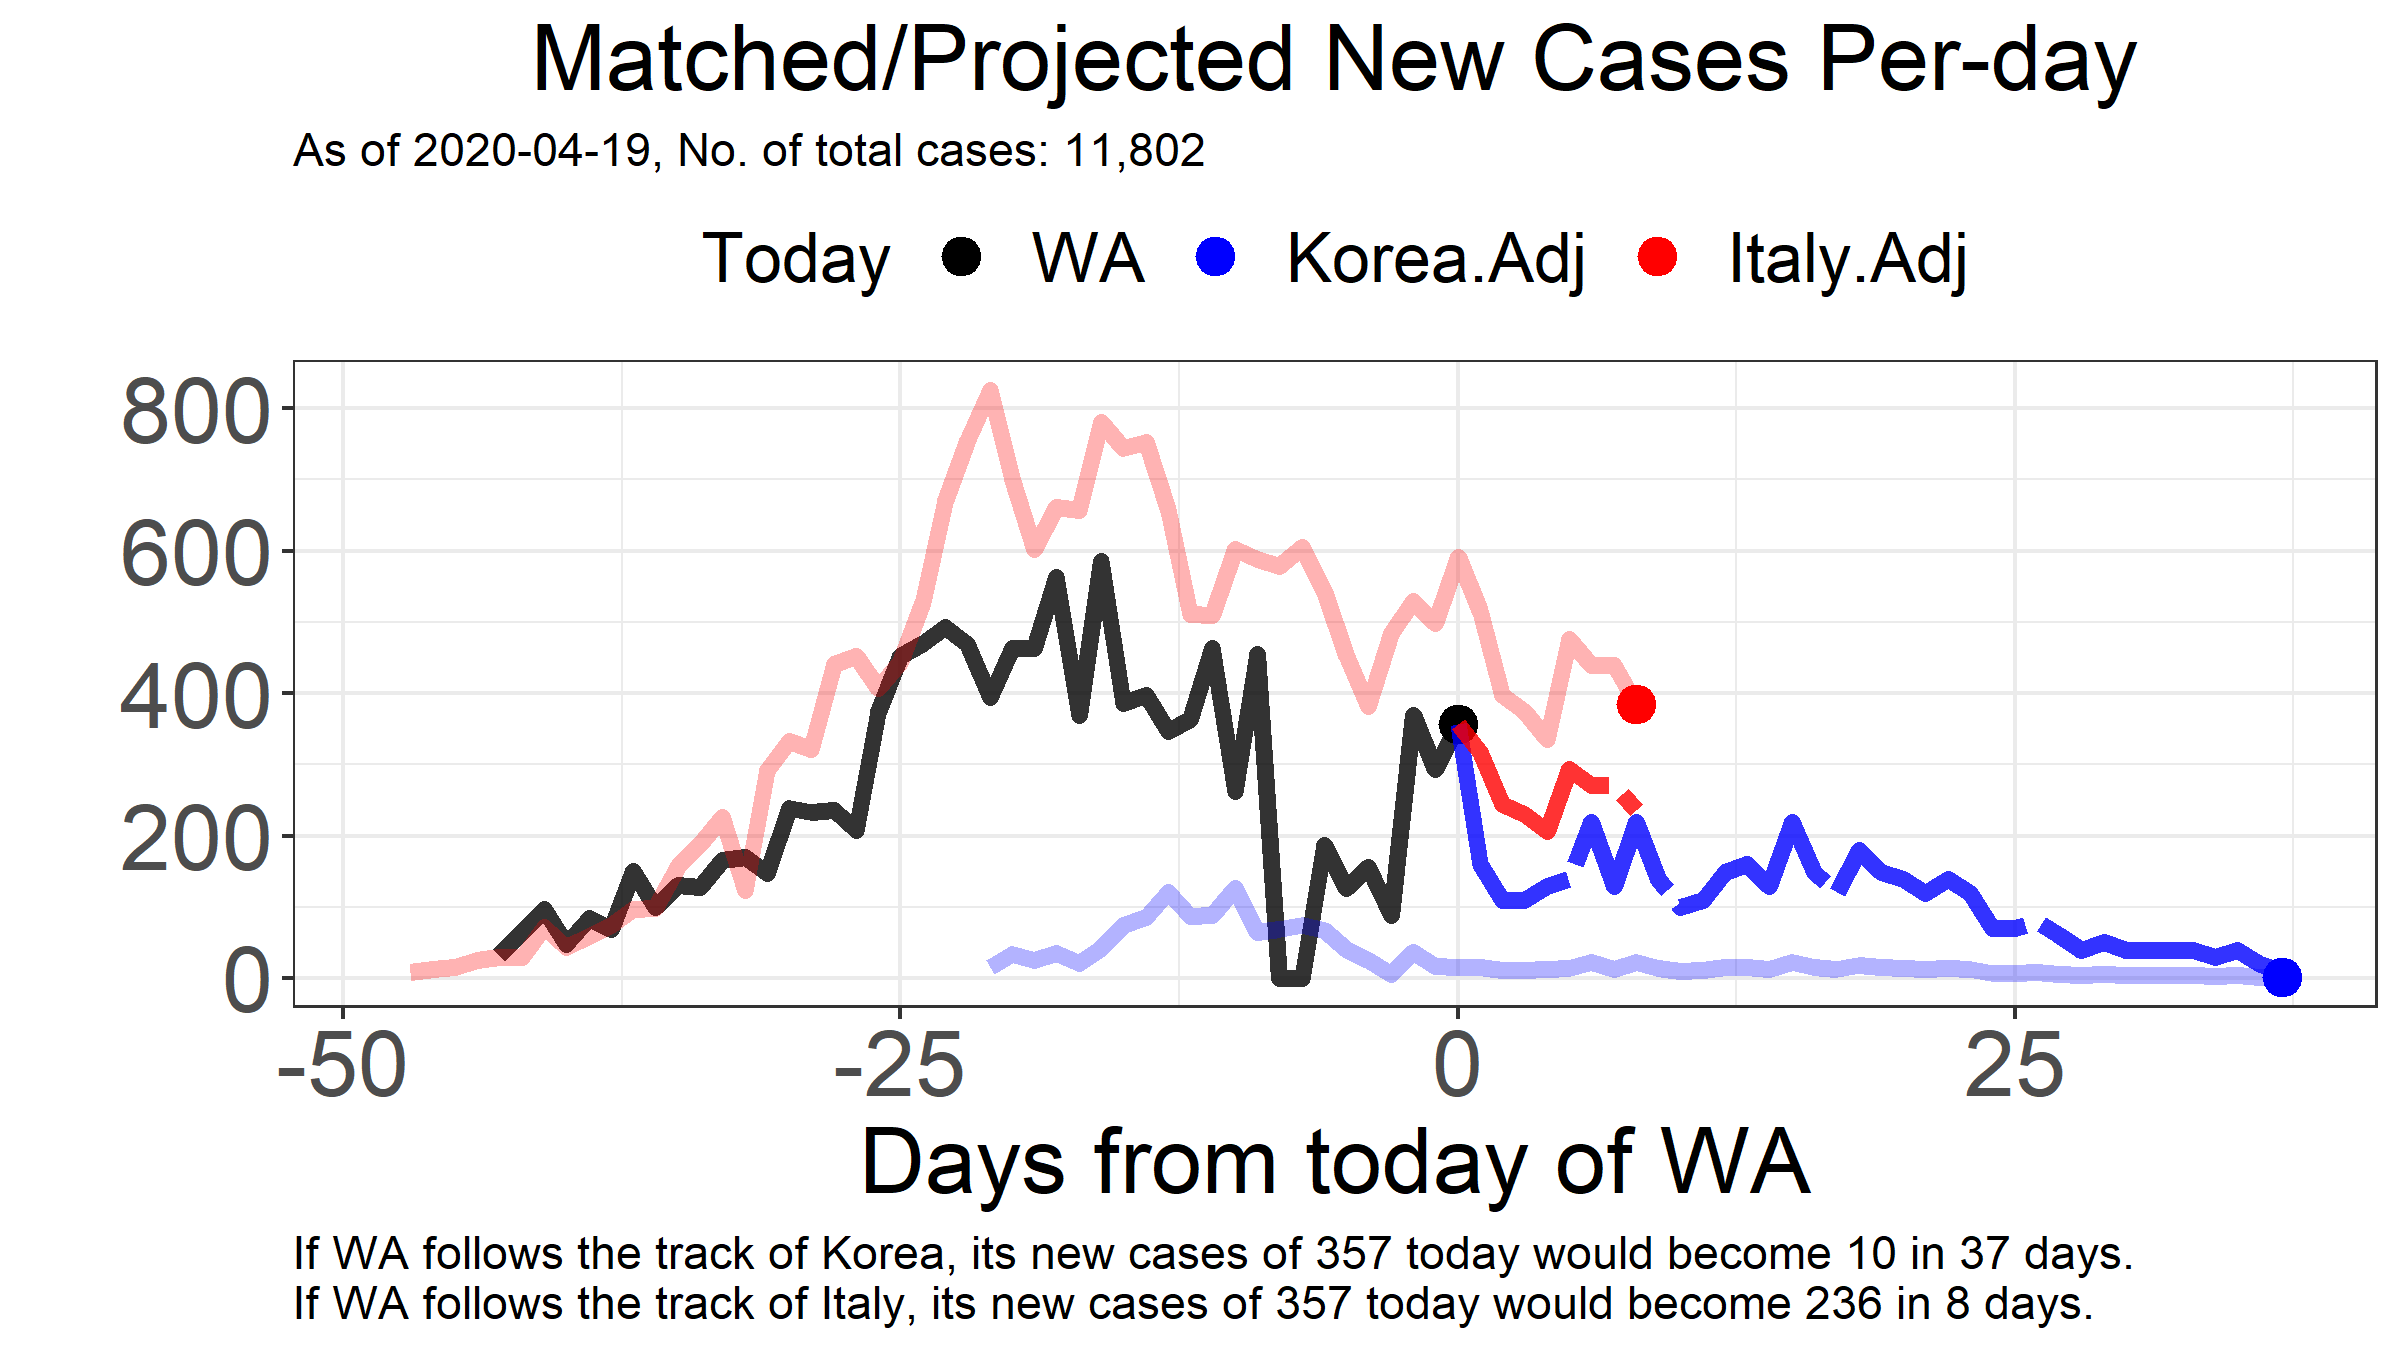 Matched/Projected New Cases Per-day
As of 2020-04-19, No. of total cases: 11,802
Today WA Korea.Adj Italy.Adj
800
600
400
200
0
-50 -25 0 25
Days from today of WA
If WA follows the track of Korea, its new cases of 357 today would become 10 in 37 days.
If WA follows the track of Italy, its new cases of 357 today would become 236 in 8 days.